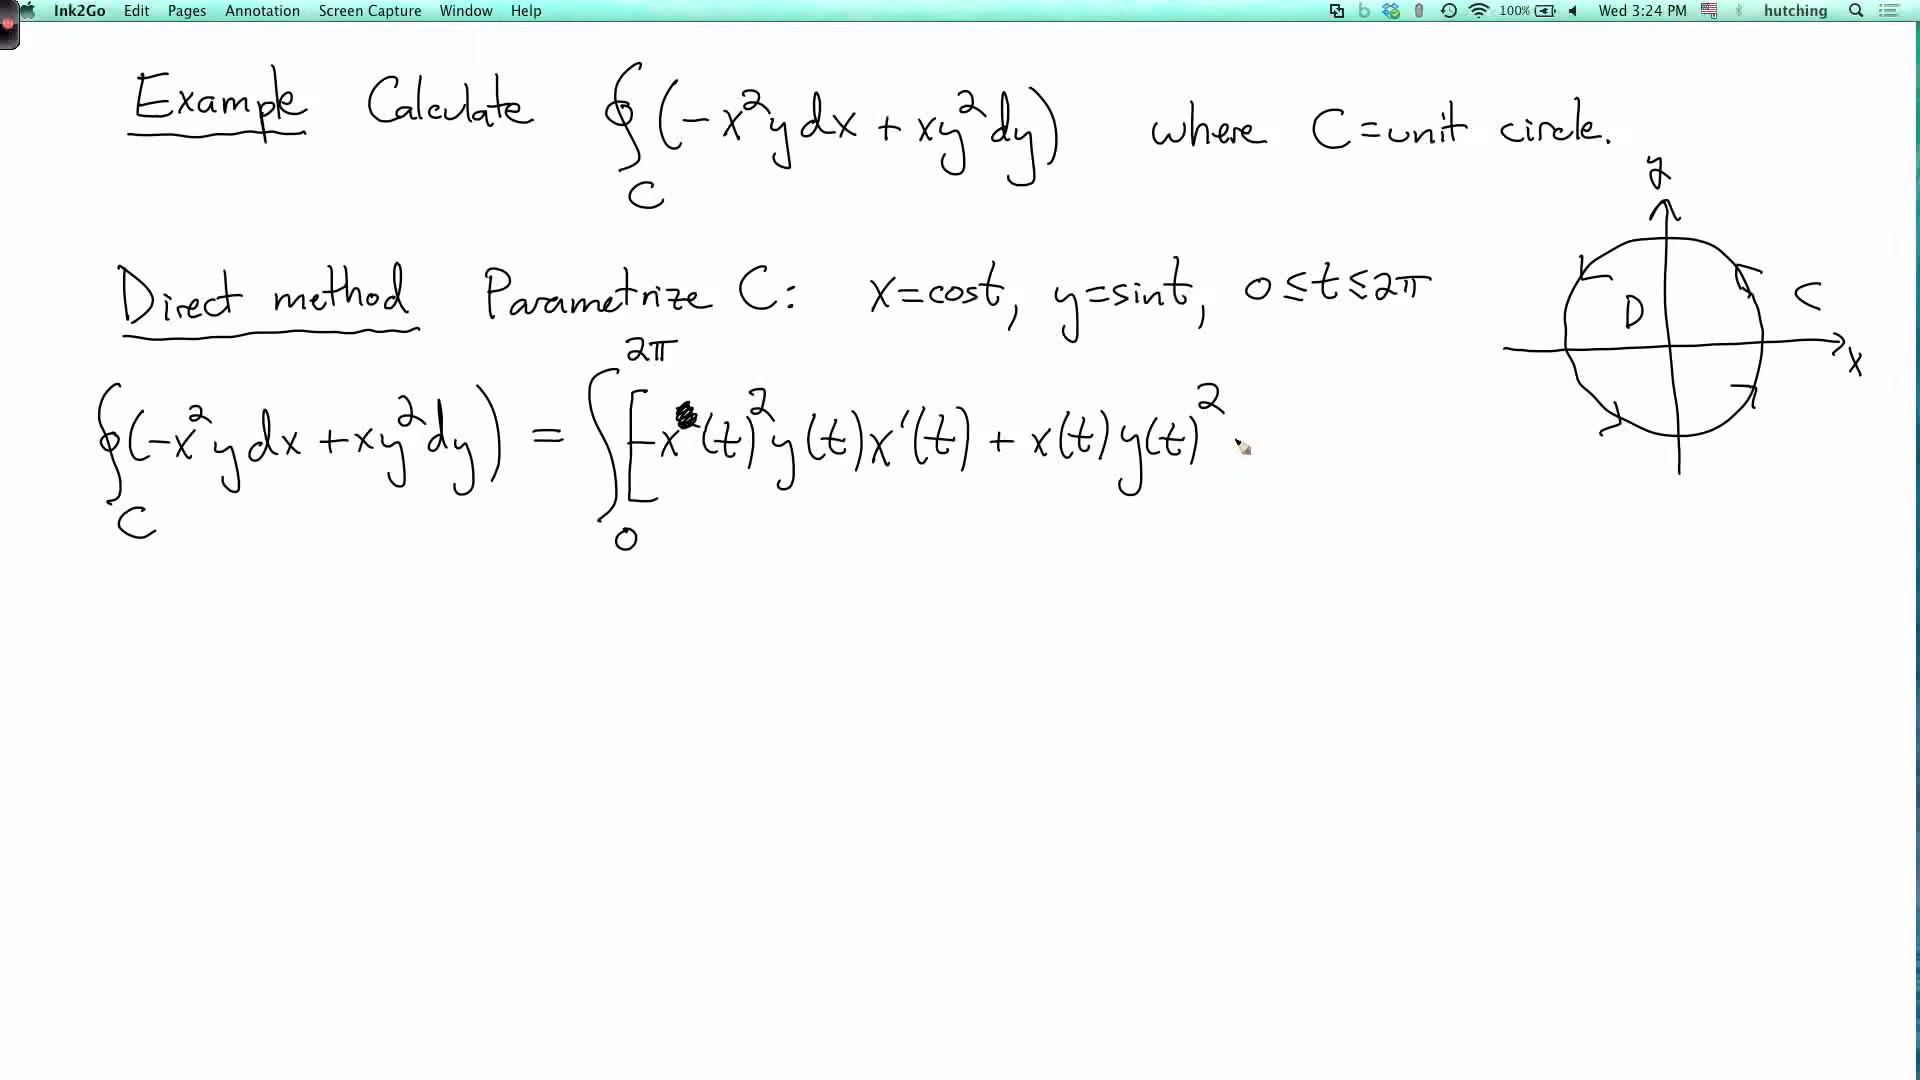 Ink2Go Edit Pages Annotation Screen Capture Window Help 100% Wed 3:24 PM hutching
Example Calculate ∮_C (-x²y dx + xy² dy) where C = unit circle.
y
Direct method Parametrize C: x = cos t, y = sin t, 0 ≤ t ≤ 2π
D C
x
∮_C (-x²y dx + xy² dy) = ∫_0^{2π} [-x(t)² y(t) x'(t) + x(t) y(t)²